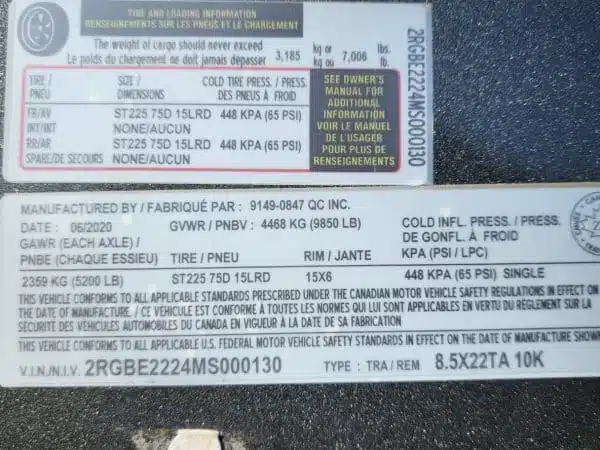 TIRE AND LOADING INFORMATION
RENSEIGNEMENTS SUR LES PNEUS ET LE CHARGEMENT
The weight of cargo should never exceed
Le poids du chargement ne doit jamais dépasser 3,185 kg or kg ou 7,006 lbs. lb.
TIRE / PNEU SIZE / DIMENSIONS COLD TIRE PRESS. / PRESS. DES PNEUS À FROID
FR/AV ST225 75D 15LRD 448 KPA (65 PSI)
INT/INT NONE/AUCUN
RR/AR ST225 75D 15LRD 448 KPA (65 PSI)
SPARE/DE SECOURS NONE/AUCUN
SEE OWNER'S
MANUAL FOR
ADDITIONAL
INFORMATION
VOIR LE MANUEL
DE L'USAGER
POUR PLUS DE
RENSEIGNEMENTS
2RGBE2224MS000130
MANUFACTURED BY / FABRIQUÉ PAR : 9149-0847 QC INC.
DATE : 06/2020 GVWR / PNBV : 4468 KG (9850 LB)
COLD INFL. PRESS. / PRESS.
DE GONFL. À FROID
KPA (PSI / LPC)
GAWR (EACH AXLE) /
PNBE (CHAQUE ESSIEU) TIRE / PNEU RIM / JANTE
2359 KG (5200 LB) ST225 75D 15LRD 15X6 448 KPA (65 PSI) SINGLE
THIS VEHICLE CONFORMS TO ALL APPLICABLE STANDARDS PRESCRIBED UNDER THE CANADIAN MOTOR VEHICLE SAFETY REGULATIONS IN EFFECT ON
THE DATE OF MANUFACTURE. / CE VÉHICULE EST CONFORME À TOUTES LES NORMES QUI LUI SONT APPLICABLES EN VERTU DU RÈGLEMENT SUR LA
SÉCURITÉ DES VÉHICULES AUTOMOBILES DU CANADA EN VIGUEUR À LA DATE DE SA FABRICATION
THIS VEHICLE CONFORMS TO ALL APPLICABLE U.S. FEDERAL MOTOR VEHICLE SAFETY STANDARDS IN EFFECT ON THE DATE OF MANUFACTURE SHOWN
V.I.N./N.I.V. 2RGBE2224MS000130 TYPE : TRA / REM 8.5X22TA 10K